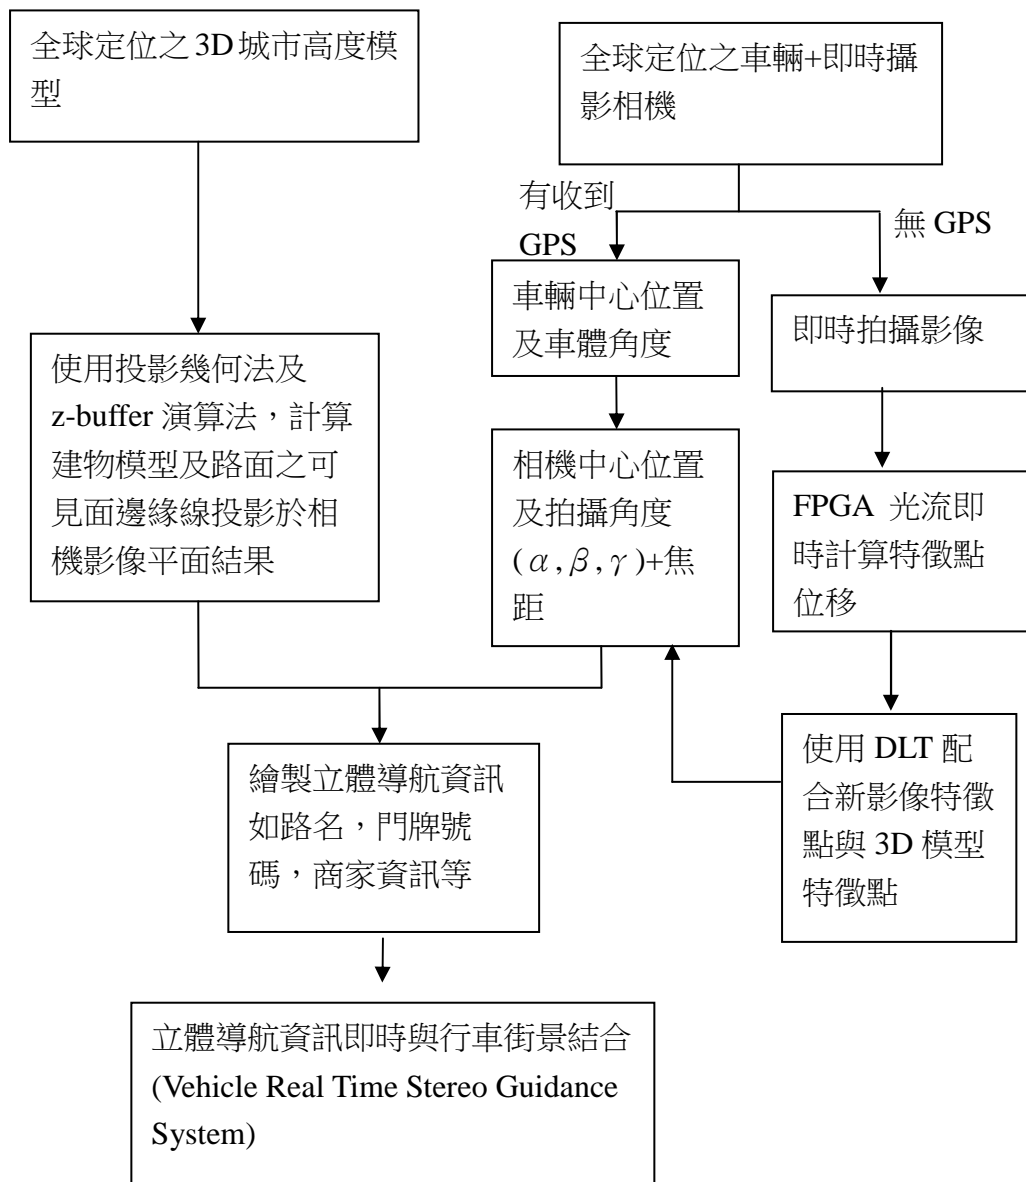 全球定位之 3D 城市高度模
型
全球定位之車輛+即時攝
影相機
有收到
GPS
無 GPS
車輛中心位置
及車體角度
即時拍攝影像
使用投影幾何法及
z-buffer 演算法，計算
建物模型及路面之可
見面邊緣線投影於相
機影像平面結果
相機中心位置
及拍攝角度
(α,β,γ)+焦
距
FPGA 光流即
時計算特徵點
位移
使用 DLT 配
合新影像特徵
點與 3D 模型
特徵點
繪製立體導航資訊
如路名，門牌號
碼，商家資訊等
立體導航資訊即時與行車街景結合
(Vehicle Real Time Stereo Guidance
System)